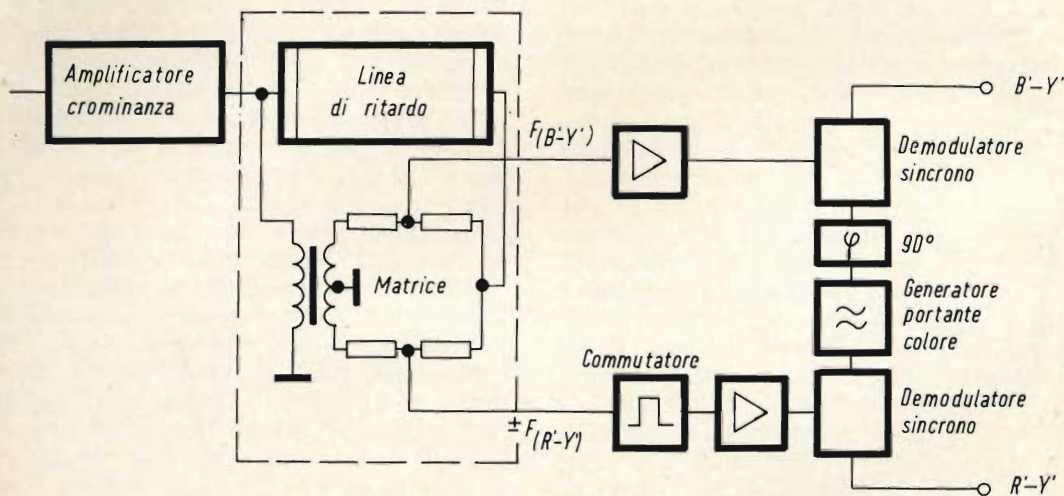 Amplificatore
crominanza
Linea
di ritardo
F(B'-Y')
B'-Y'
Demodulatore
sincrono
φ
90°
Matrice
Generatore
portante
colore
Commutatore
± F(R'-Y')
Demodulatore
sincrono
R'-Y'